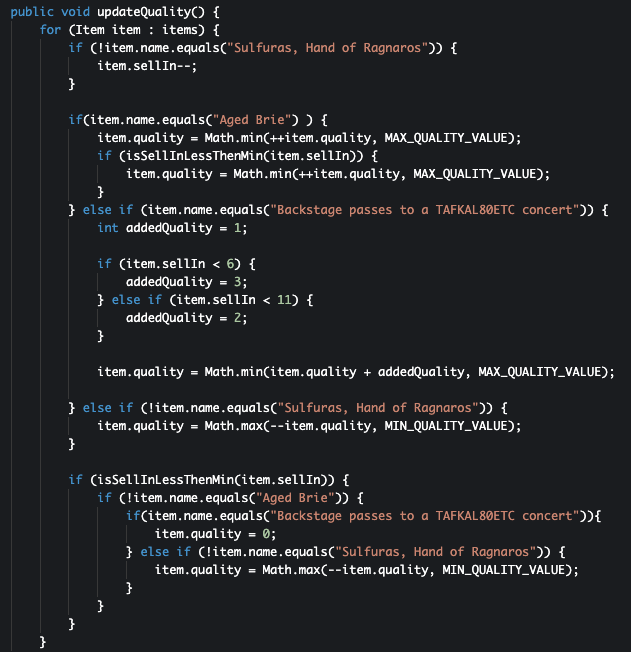 public void updateQuality() {
    for (Item item : items) {
        if (!item.name.equals("Sulfuras, Hand of Ragnaros")) {
            item.sellIn--;
        }

        if(item.name.equals("Aged Brie") ) {
            item.quality = Math.min(++item.quality, MAX_QUALITY_VALUE);
            if (isSellInLessThenMin(item.sellIn)) {
                item.quality = Math.min(++item.quality, MAX_QUALITY_VALUE);
            }
        } else if (item.name.equals("Backstage passes to a TAFKAL80ETC concert")) {
            int addedQuality = 1;

            if (item.sellIn < 6) {
                addedQuality = 3;
            } else if (item.sellIn < 11) {
                addedQuality = 2;
            }

            item.quality = Math.min(item.quality + addedQuality, MAX_QUALITY_VALUE);

        } else if (!item.name.equals("Sulfuras, Hand of Ragnaros")) {
            item.quality = Math.max(--item.quality, MIN_QUALITY_VALUE);
        }

        if (isSellInLessThenMin(item.sellIn)) {
            if (!item.name.equals("Aged Brie")) {
                if(item.name.equals("Backstage passes to a TAFKAL80ETC concert")){
                    item.quality = 0;
                } else if (!item.name.equals("Sulfuras, Hand of Ragnaros")) {
                    item.quality = Math.max(--item.quality, MIN_QUALITY_VALUE);
                }
            }
        }
    }